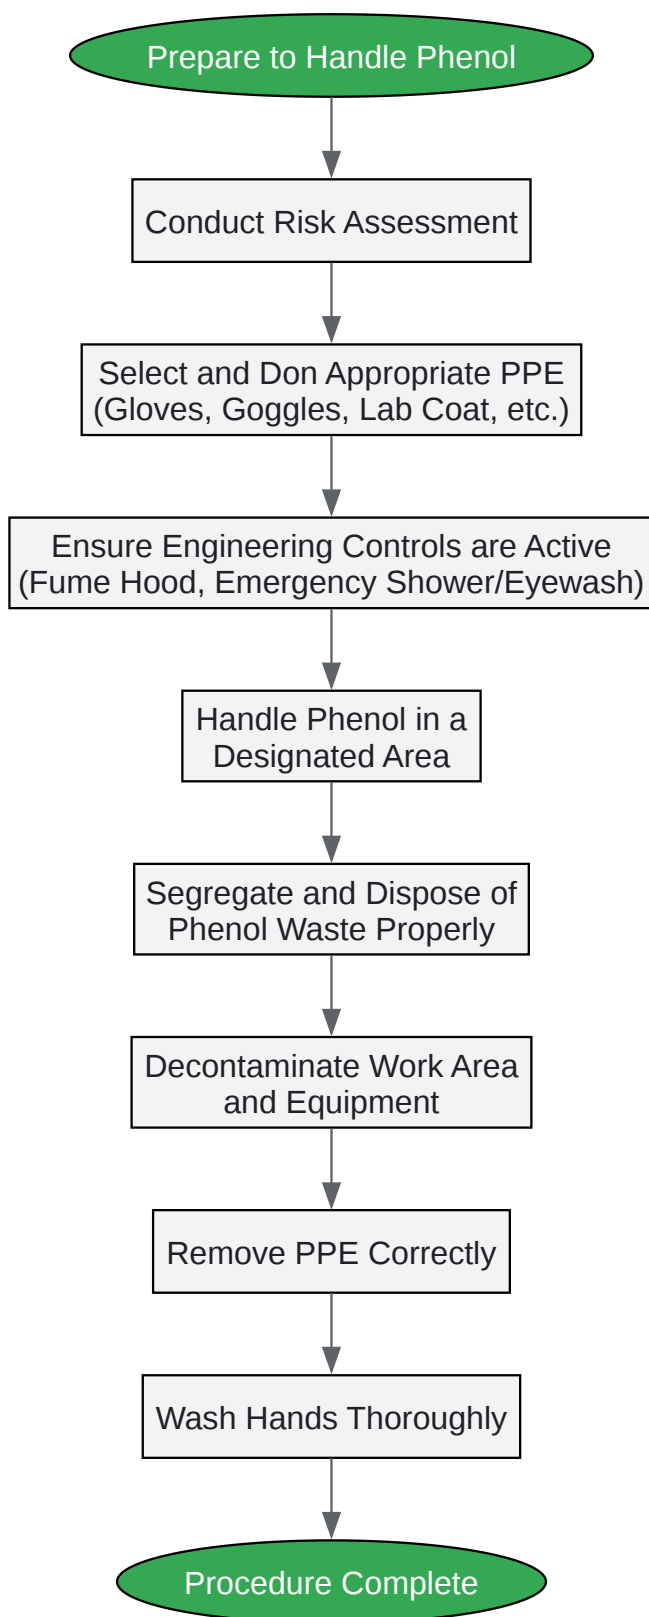 Prepare to Handle Phenol
Conduct Risk Assessment
Select and Don Appropriate PPE
(Gloves, Goggles, Lab Coat, etc.)
Ensure Engineering Controls are Active
(Fume Hood, Emergency Shower/Eyewash)
Handle Phenol in a
Designated Area
Segregate and Dispose of
Phenol Waste Properly
Decontaminate Work Area
and Equipment
Remove PPE Correctly
Wash Hands Thoroughly
Procedure Complete